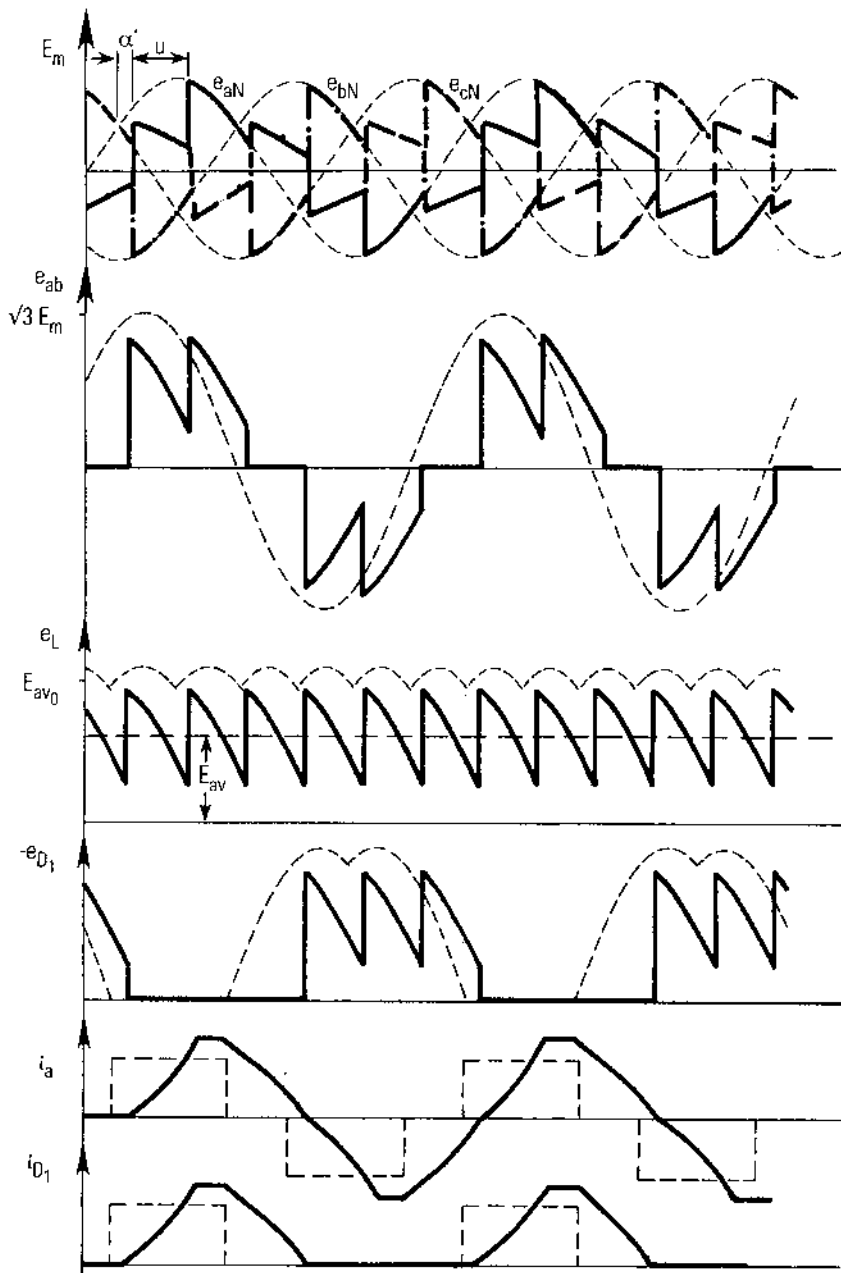 E_m α' u e_aN e_bN e_cN
e_ab
√3 E_m
e_L
E_av₀
E_av
-e_D₁
i_a
i_D₁